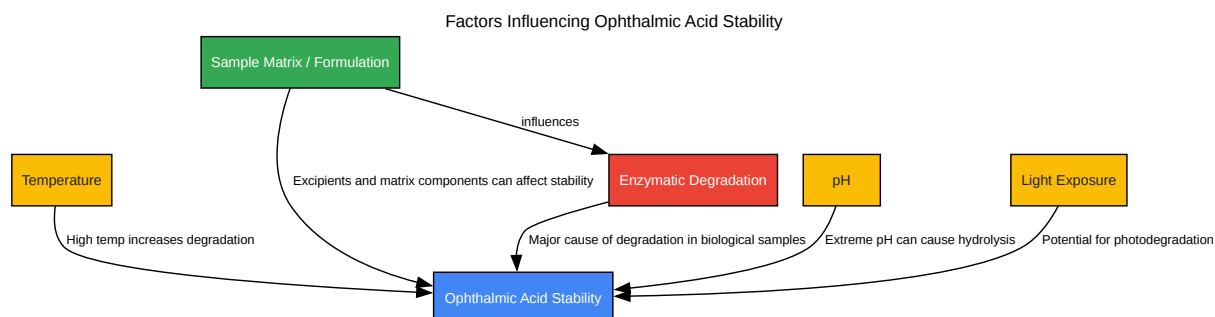 Factors Influencing Ophthalmic Acid Stability
Sample Matrix / Formulation
influences
Temperature
Excipients and matrix components can affect stability
Enzymatic Degradation
pH
Light Exposure
High temp increases degradation
Major cause of degradation in biological samples
Extreme pH can cause hydrolysis
Potential for photodegradation
Ophthalmic Acid Stability